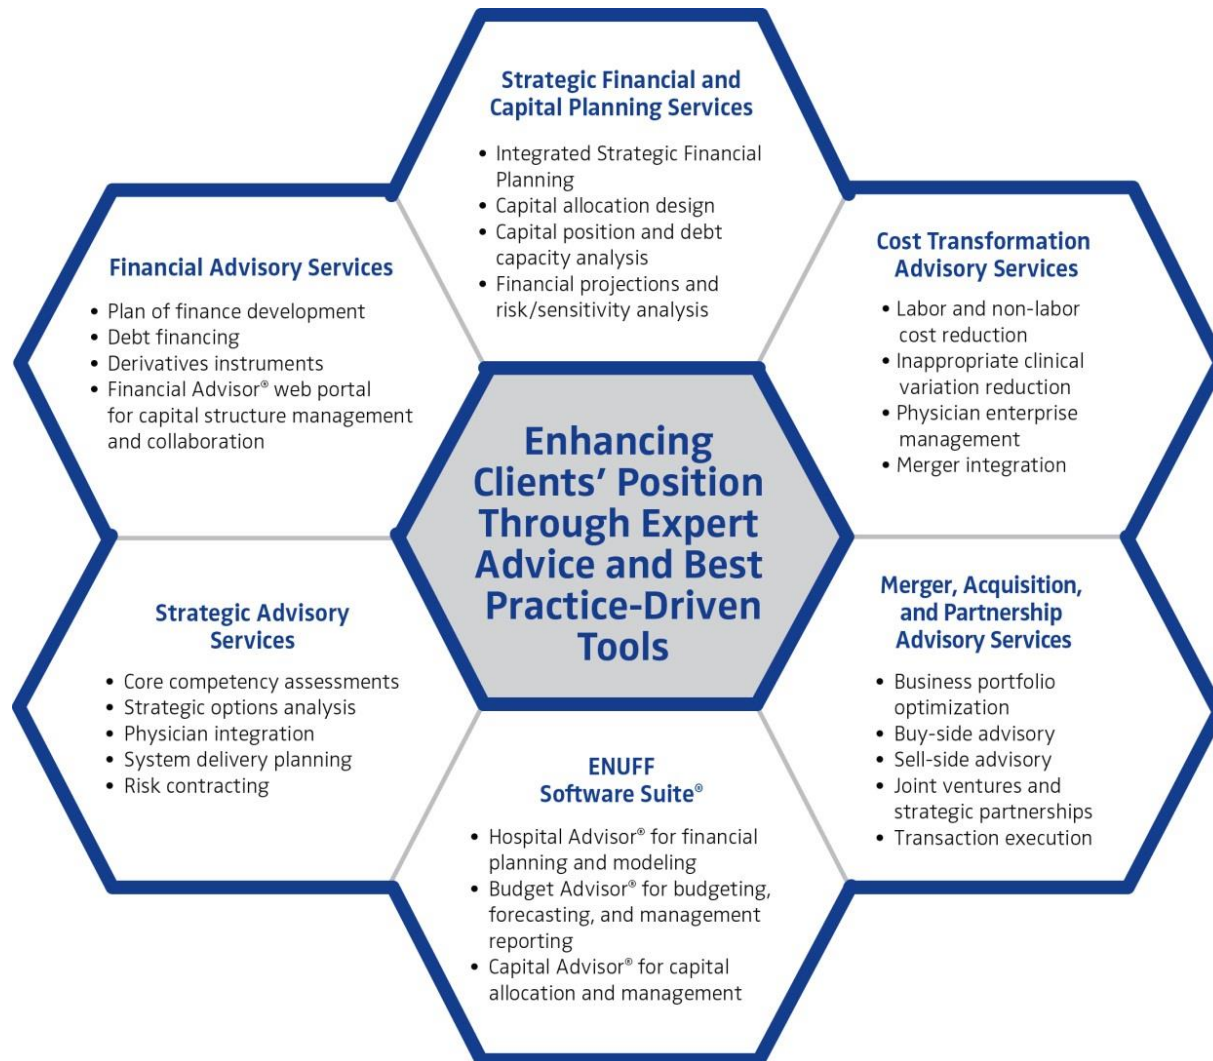 Strategic Financial and
Capital Planning Services
• Integrated Strategic Financial
Planning
• Capital allocation design
• Capital position and debt
capacity analysis
• Financial projections and
risk/sensitivity analysis
Financial Advisory Services
• Plan of finance development
• Debt financing
• Derivatives instruments
• Financial Advisor® web portal
for capital structure management
and collaboration
Cost Transformation
Advisory Services
• Labor and non-labor
cost reduction
• Inappropriate clinical
variation reduction
• Physician enterprise
management
• Merger integration
Enhancing
Clients’ Position
Through Expert
Advice and Best
Practice-Driven
Tools
Strategic Advisory
Services
• Core competency assessments
• Strategic options analysis
• Physician integration
• System delivery planning
• Risk contracting
Merger, Acquisition,
and Partnership
Advisory Services
• Business portfolio
optimization
• Buy-side advisory
• Sell-side advisory
• Joint ventures and
strategic partnerships
• Transaction execution
ENUFF
Software Suite®
• Hospital Advisor® for financial
planning and modeling
• Budget Advisor® for budgeting,
forecasting, and management
reporting
• Capital Advisor® for capital
allocation and management